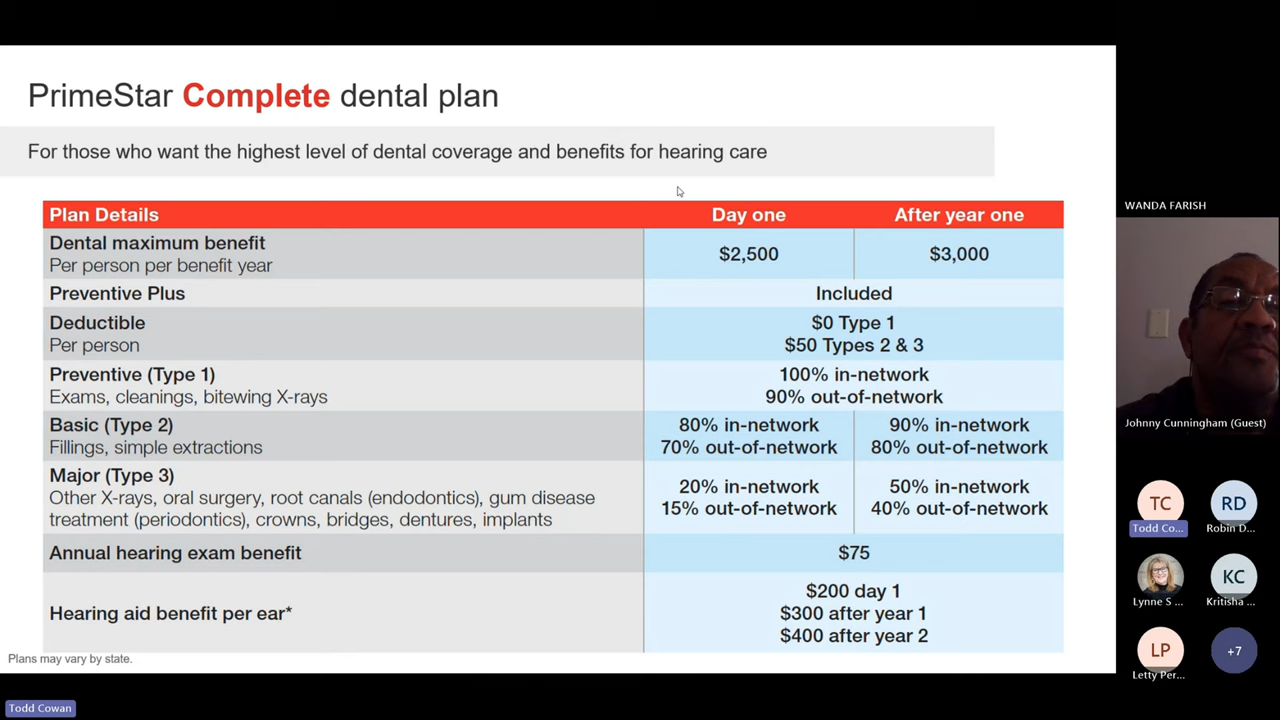 PrimeStar Complete dental plan
For those who want the highest level of dental coverage and benefits for hearing care
Plan Details Day one After year one
Dental maximum benefit
Per person per benefit year
$2,500 $3,000
Preventive Plus Included
Deductible
Per person
$0 Type 1
$50 Types 2 & 3
Preventive (Type 1)
Exams, cleanings, bitewing X-rays
100% in-network
90% out-of-network
Basic (Type 2)
Fillings, simple extractions
80% in-network
70% out-of-network
90% in-network
80% out-of-network
Major (Type 3)
Other X-rays, oral surgery, root canals (endodontics), gum disease
treatment (periodontics), crowns, bridges, dentures, implants
20% in-network
15% out-of-network
50% in-network
40% out-of-network
Annual hearing exam benefit $75
Hearing aid benefit per ear*
$200 day 1
$300 after year 1
$400 after year 2
Plans may vary by state.
Todd Cowan
WANDA FARISH
Johnny Cunningham (Guest)
TC RD
Todd Co... Robin D...
KC
Lynne S ... Kritisha ...
LP +7
Letty Per...